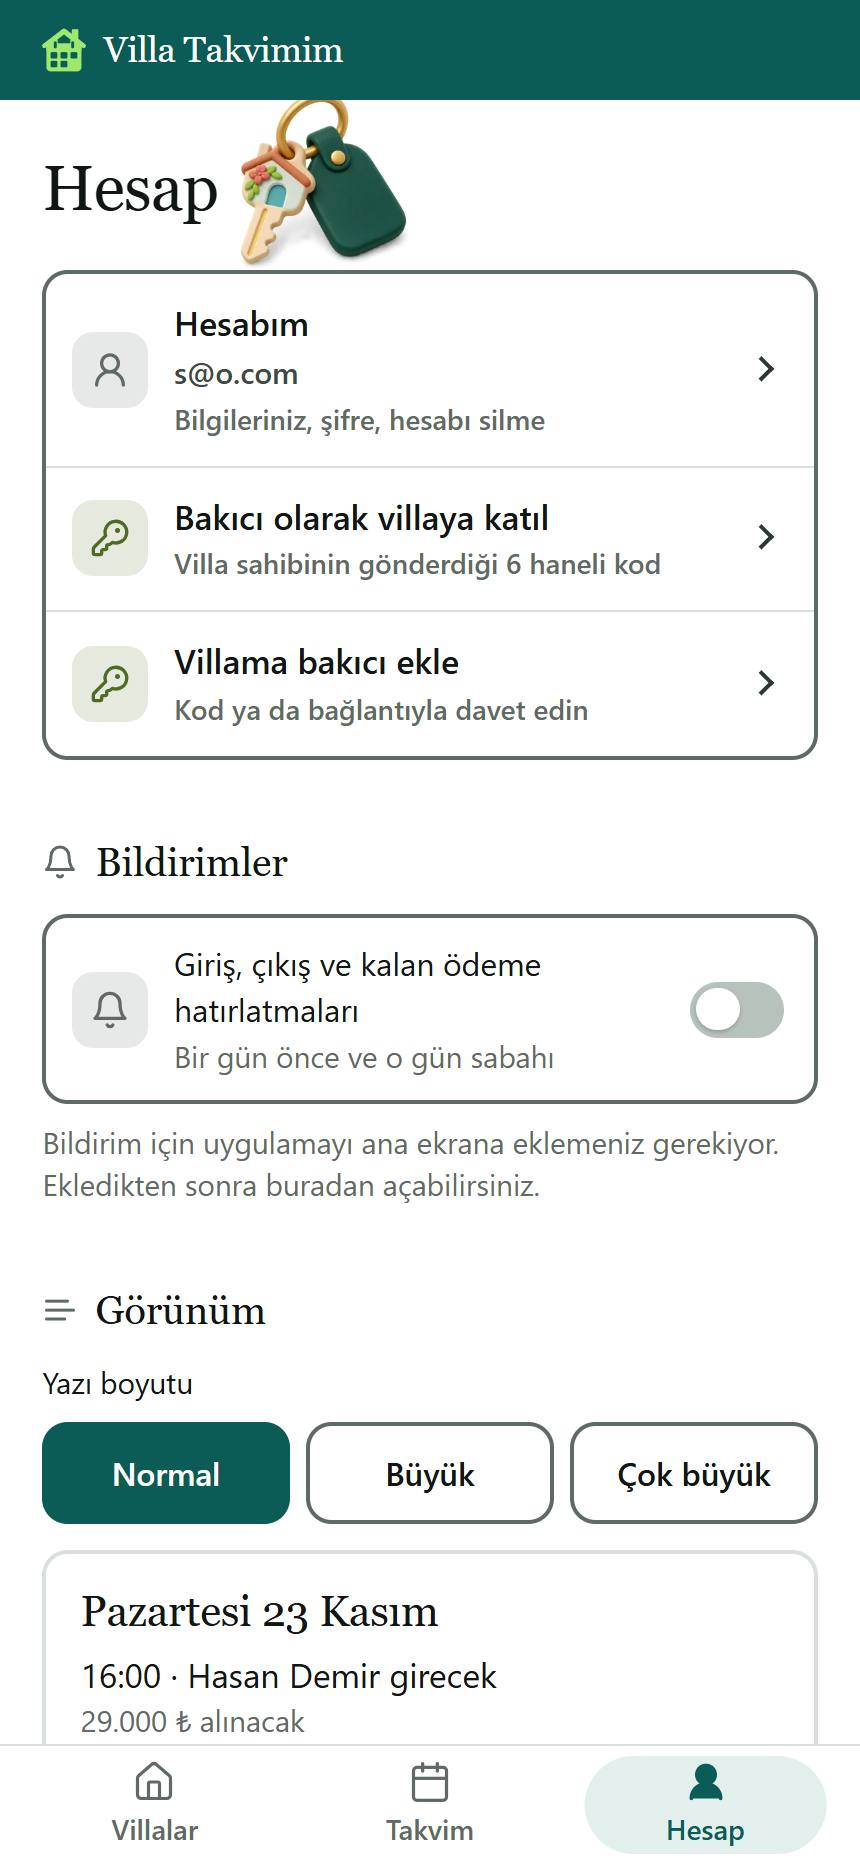 Villa Takvimim
Hesap
Hesabım
s@o.com
Bilgileriniz, şifre, hesabı silme
Bakıcı olarak villaya katıl
Villa sahibinin gönderdiği 6 haneli kod
Villama bakıcı ekle
Kod ya da bağlantıyla davet edin
Bildirimler
Giriş, çıkış ve kalan ödeme
hatırlatmaları
Bir gün önce ve o gün sabahı
Bildirim için uygulamayı ana ekrana eklemeniz gerekiyor.
Ekledikten sonra buradan açabilirsiniz.
Görünüm
Yazı boyutu
Normal
Büyük
Çok büyük
Pazartesi 23 Kasım
16:00 · Hasan Demir girecek
29.000 ₺ alınacak
Villalar
Takvim
Hesap